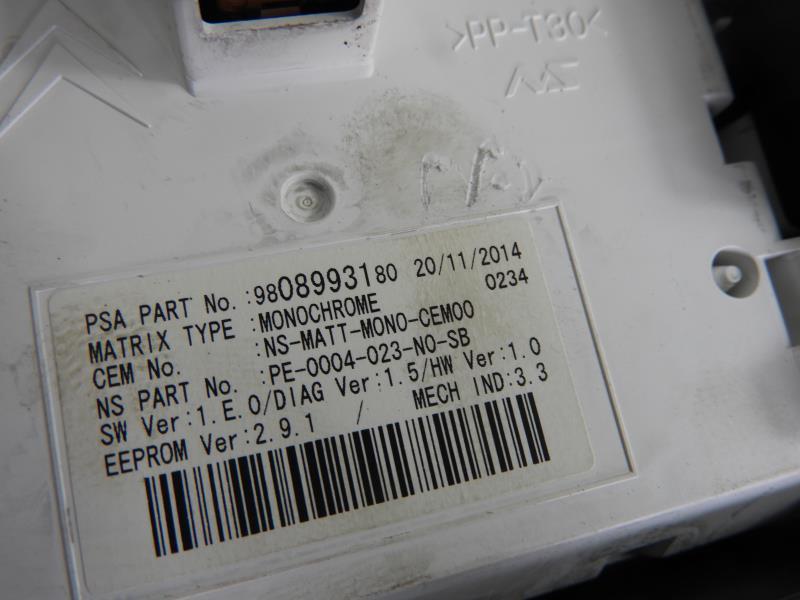 >PP-T30<
PSA PART No. :9808993180 20/11/2014
MATRIX TYPE :MONOCHROME 0234
CEM No. :NS-MATT-MONO-CEM00
NS PART No. :PE-0004-023-NO-SB
SW Ver:1.E.0/DIAG Ver:1.5/HW Ver:1.0
EEPROM Ver:2.9.1 / MECH IND:3.3